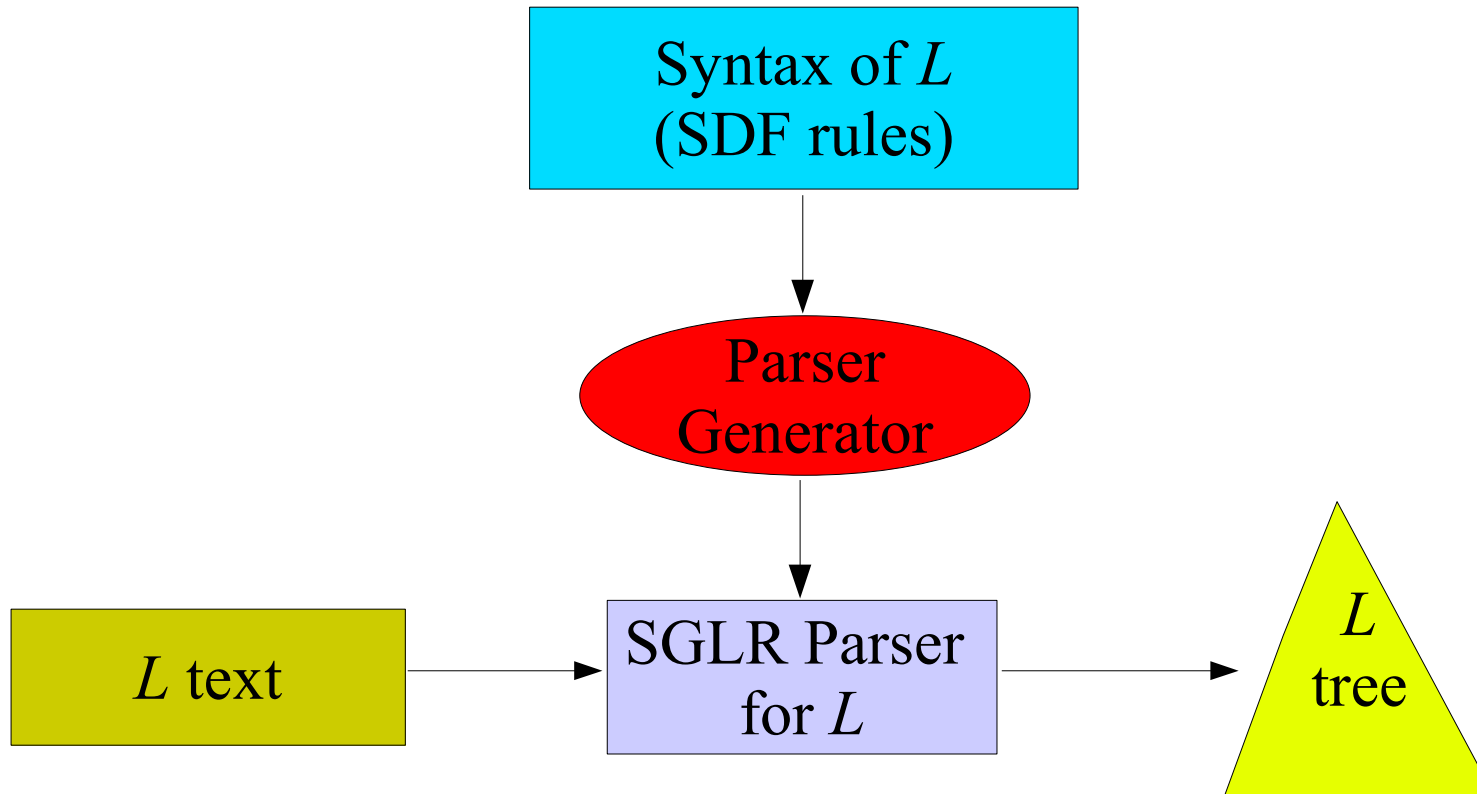 Syntax of L
(SDF rules)
Parser
Generator
L text
SGLR Parser
for L
L
tree